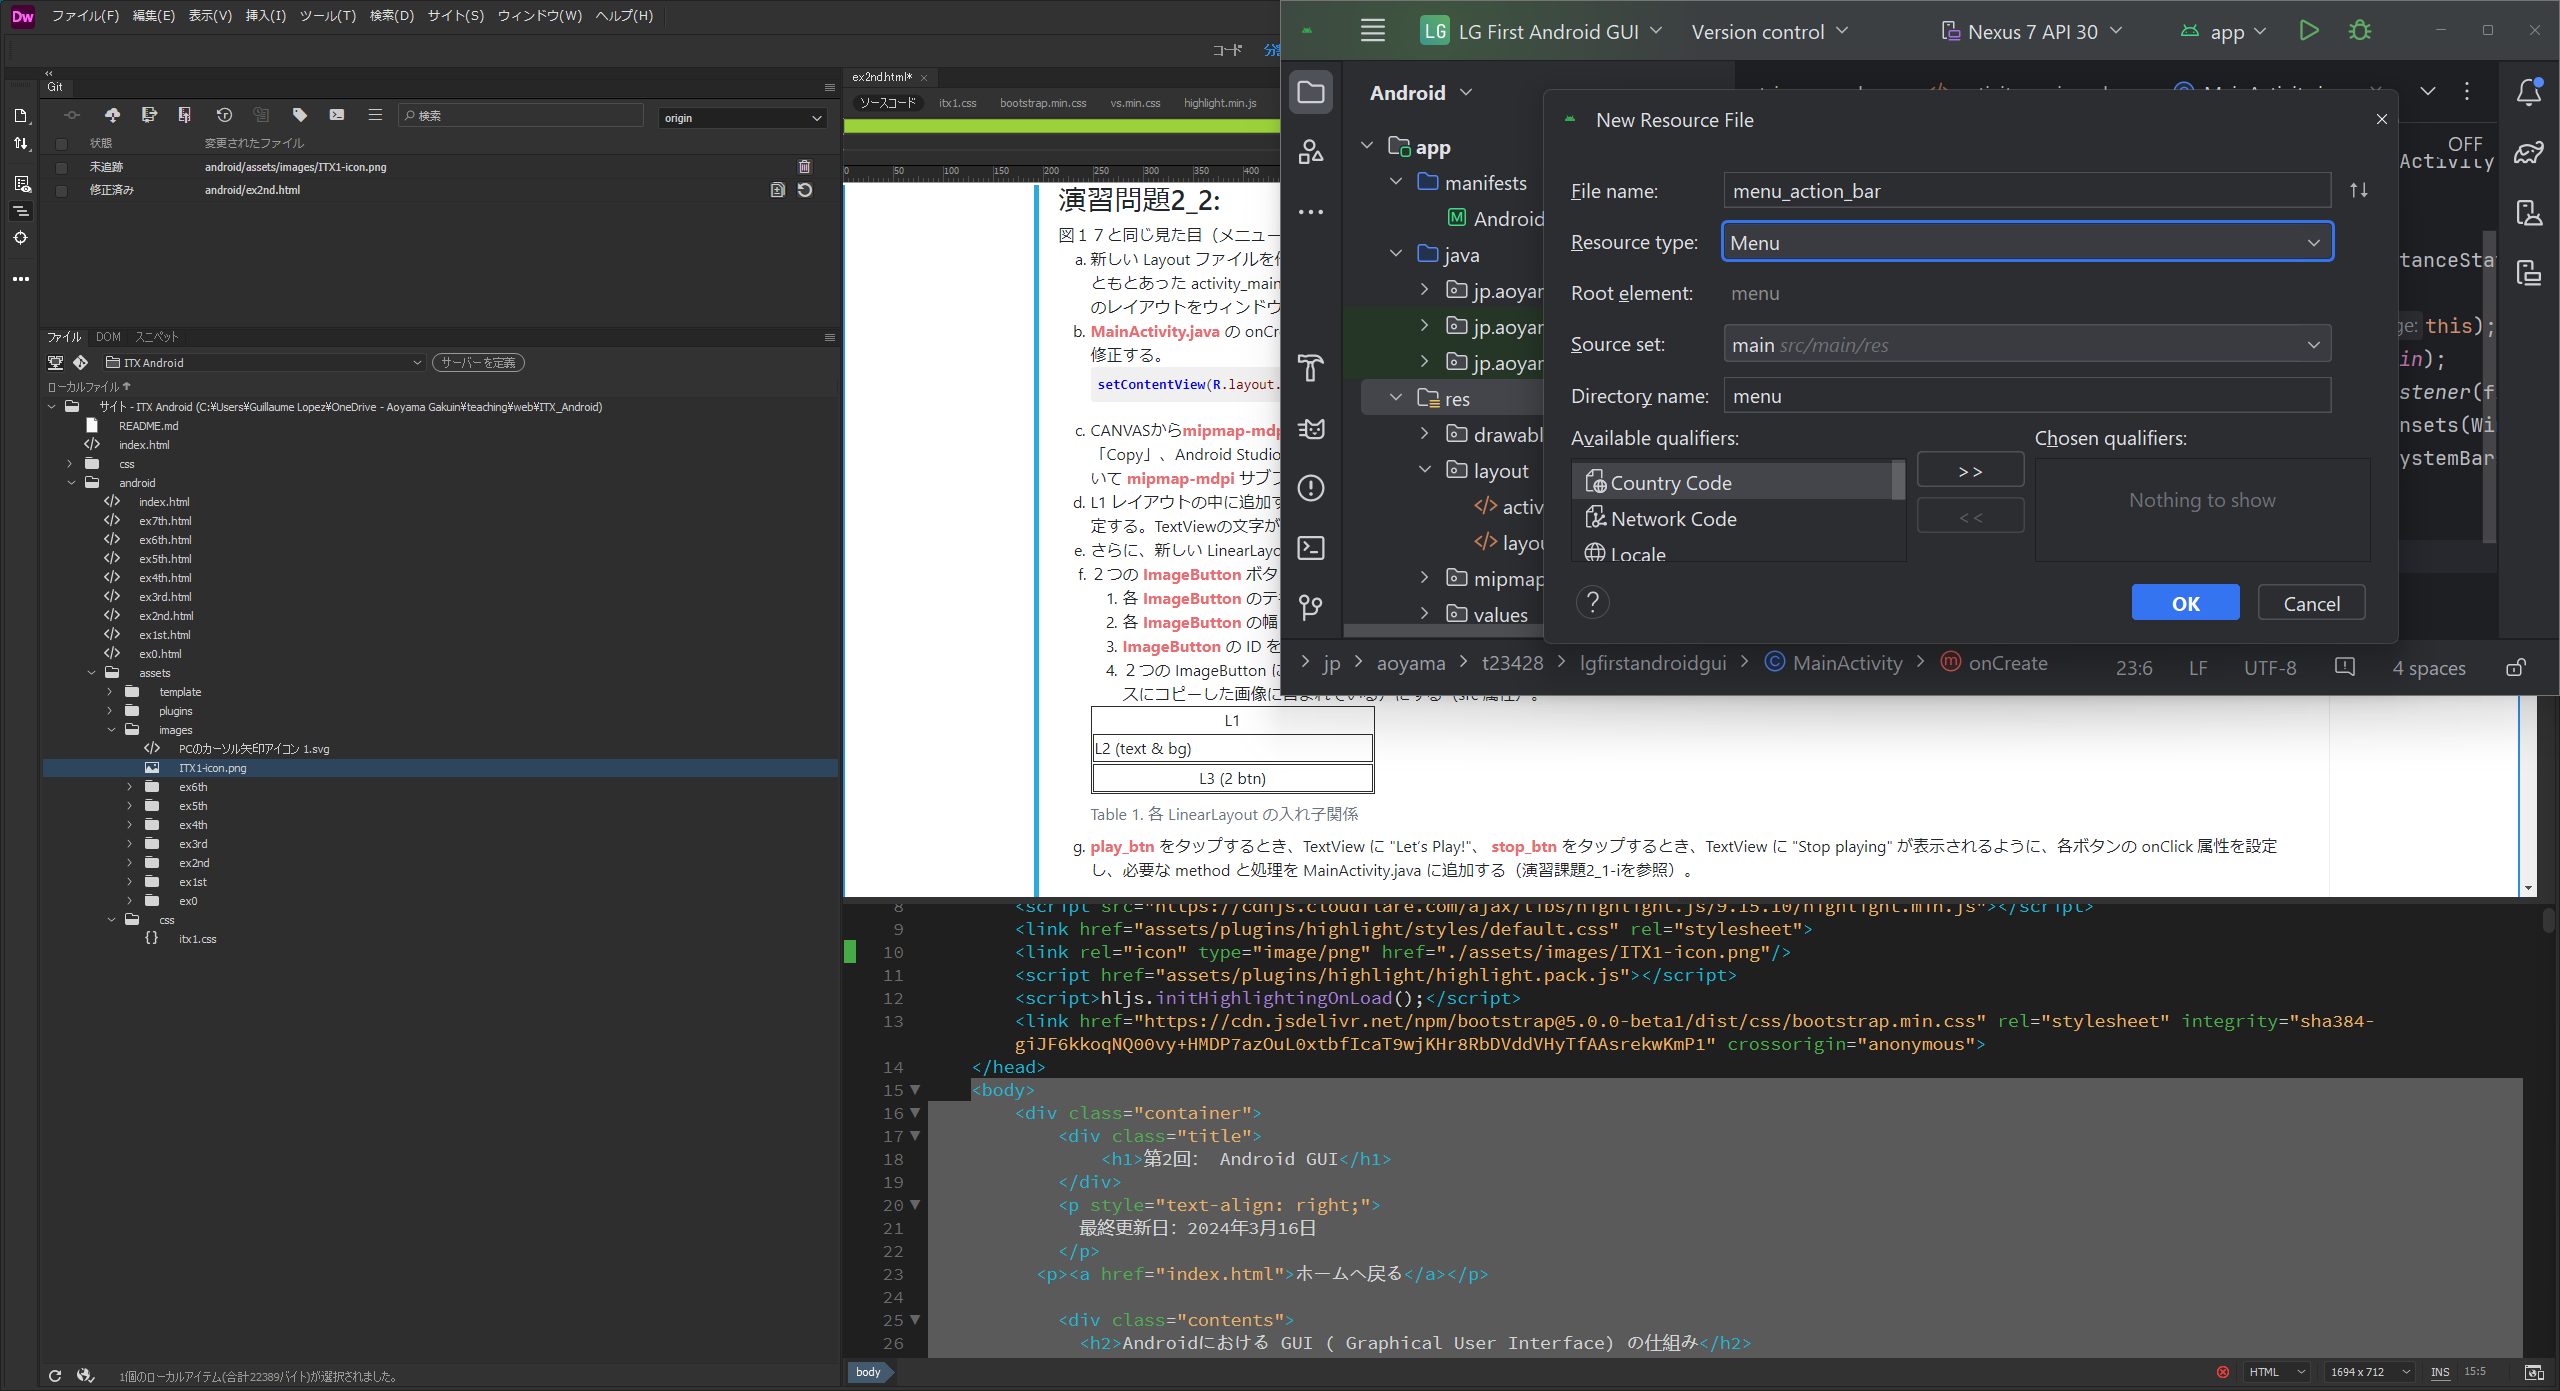 Dw ファイル(F) 編集(E) 表示(V) 挿入(I) ツール(T) 検索(D) サイト(S) ウィンドウ(W) ヘルプ(H)
コード
Git
検索
origin
状態 変更されたファイル
未追跡 android/assets/images/ITX1-icon.png
修正済み android/ex2nd.html
ファイル DOM スニペット
ITX Android サーバーを定義
ローカルファイル
サイト - ITX Android (C:¥Users¥Guillaume Lopez¥OneDrive - Aoyama Gakuin¥teaching¥web¥ITX_Android)
README.md
index.html
css
android
index.html
ex7th.html
ex6th.html
ex5th.html
ex4th.html
ex3rd.html
ex2nd.html
ex1st.html
ex0.html
assets
template
plugins
images
PCのカーソル矢印アイコン 1.svg
ITX1-icon.png
ex6th
ex5th
ex4th
ex3rd
ex2nd
ex1st
ex0
css
itx1.css
1個のローカルアイテム(合計22389バイト)が選択されました。
ex2nd.html*
ソースコード itx1.css bootstrap.min.css vs.min.css highlight.min.js
0 50 100 150 200 250 300 350 400
演習問題2_2:
図１７と同じ見た目（メニュー
a. 新しい Layout ファイルを
ともとあった activity_main
のレイアウトをウィンドウ
b. MainActivity.java の onCr
修正する。
setContentView(R.layout.
c. CANVASからmipmap-mdp
「Copy」、Android Studio
いて mipmap-mdpi サブフ
d. L1 レイアウトの中に追加す
定する。TextViewの文字が
e. さらに、新しい LinearLayo
f. ２つの ImageButton ボタ
1. 各 ImageButton のテ
2. 各 ImageButton の幅
3. ImageButton の ID を
4. ２つの ImageButton に
スにコピーした画像に含まれている）にする（src 属性）。
L1
L2 (text & bg)
L3 (2 btn)
Table 1. 各 LinearLayout の入れ子関係
g. play_btn をタップするとき、TextView に "Let's Play!"、 stop_btn をタップするとき、TextView に "Stop playing" が表示されるように、各ボタンの onClick 属性を設定
し、必要な method と処理を MainActivity.java に追加する（演習課題2_1-iを参照）。
8 <script src="https://cdnjs.cloudflare.com/ajax/libs/highlight.js/9.15.10/highlight.min.js"></script>
9 <link href="assets/plugins/highlight/styles/default.css" rel="stylesheet">
10 <link rel="icon" type="image/png" href="./assets/images/ITX1-icon.png"/>
11 <script href="assets/plugins/highlight/highlight.pack.js"></script>
12 <script>hljs.initHighlightingOnLoad();</script>
13 <link href="https://cdn.jsdelivr.net/npm/bootstrap@5.0.0-beta1/dist/css/bootstrap.min.css" rel="stylesheet" integrity="sha384-
giJF6kkoqNQ00vy+HMDP7azOuL0xtbfIcaT9wjKHr8RbDVddVHyTfAAsrekwKmP1" crossorigin="anonymous">
14 </head>
15 <body>
16 <div class="container">
17 <div class="title">
18 <h1>第2回： Android GUI</h1>
19 </div>
20 <p style="text-align: right;">
21 最終更新日：2024年3月16日
22 </p>
23 <p><a href="index.html">ホームへ戻る</a></p>
24
25 <div class="contents">
26 <h2>Androidにおける GUI ( Graphical User Interface) の仕組み</h2>
body HTML 1694 x 712 INS 15:5
LG LG First Android GUI Version control Nexus 7 API 30 app
Android
app
manifests
Android
java
jp.aoyar
jp.aoyar
jp.aoyar
res
drawabl
layout
activ
layou
mipmap
values
OFF
Activity
tanceStat
this);
in);
stener(f
nsets(Wi
ystemBar
New Resource File
File name: menu_action_bar
Resource type: Menu
Root element: menu
Source set: main src/main/res
Directory name: menu
Available qualifiers: Chosen qualifiers:
Country Code
Network Code
Locale
>>
<<
Nothing to show
? OK Cancel
jp aoyama t23428 lgfirstandroidgui MainActivity onCreate 23:6 LF UTF-8 4 spaces